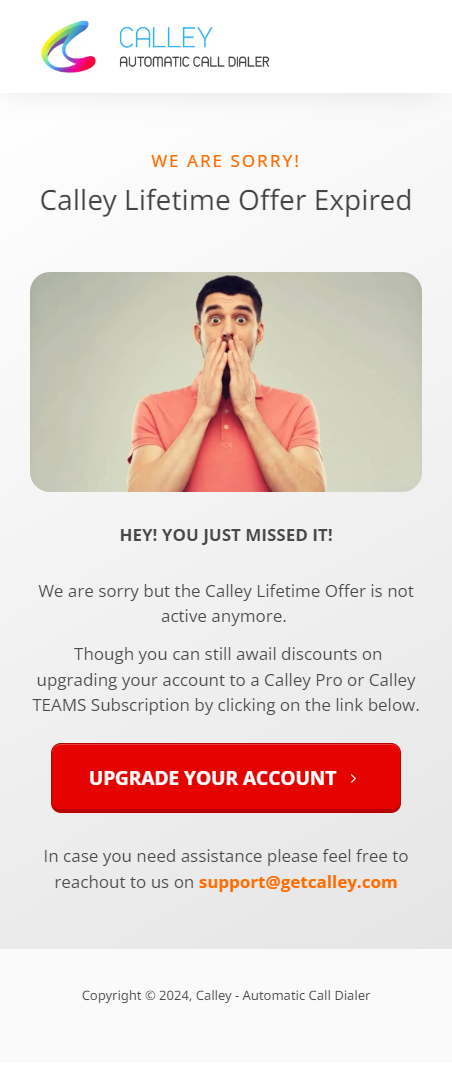 CALLEY
AUTOMATIC CALL DIALER
WE ARE SORRY!
Calley Lifetime Offer Expired
HEY! YOU JUST MISSED IT!
We are sorry but the Calley Lifetime Offer is not
active anymore.
Though you can still awail discounts on
upgrading your account to a Calley Pro or Calley
TEAMS Subscription by clicking on the link below.
UPGRADE YOUR ACCOUNT
In case you need assistance please feel free to
reachout to us on support@getcalley.com
Copyright © 2024, Calley - Automatic Call Dialer